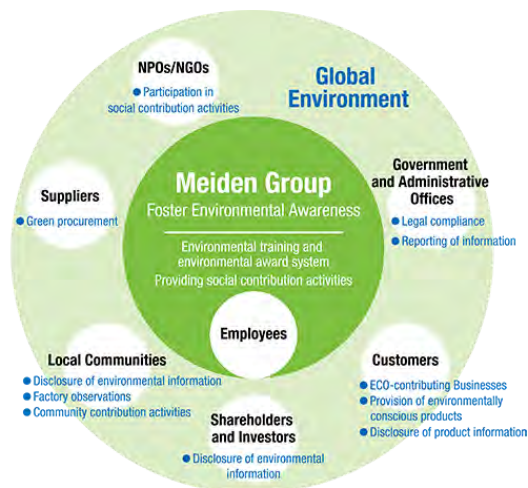 NPOs/NGOs
● Participation in
social contribution activities
Global
Environment
Meiden Group
Foster Environmental Awareness
Environmental training and
environmental award system
Providing social contribution activities
Employees
Suppliers
● Green procurement
Government
and Administrative
Offices
● Legal compliance
● Reporting of information
Local Communities
● Disclosure of environmental information
● Factory observations
● Community contribution activities
Customers
● ECO-contributing Businesses
● Provision of environmentally
conscious products
● Disclosure of product information
Shareholders
and Investors
● Disclosure of environmental
information